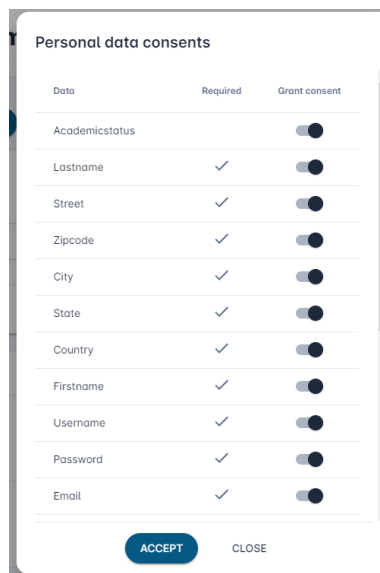 Personal data consents
Data Required Grant consent
Academicstatus
Lastname
Street
Zipcode
City
State
Country
Firstname
Username
Password
Email
ACCEPT CLOSE